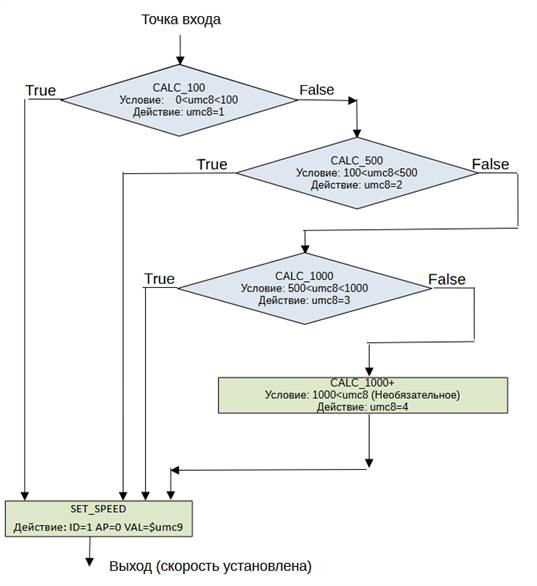 Точка входа
True
CALC_100
Условие: 0<umc8<100
Действие: umc8=1
False
True
CALC_500
Условие: 100<umc8<500
Действие: umc8=2
False
True
CALC_1000
Условие: 500<umc8<1000
Действие: umc8=3
False
CALC_1000+
Условие: 1000<umc8 (Необязательное)
Действие: umc8=4
SET_SPEED
Действие: ID=1 AP=0 VAL=$umc9
Выход (скорость установлена)